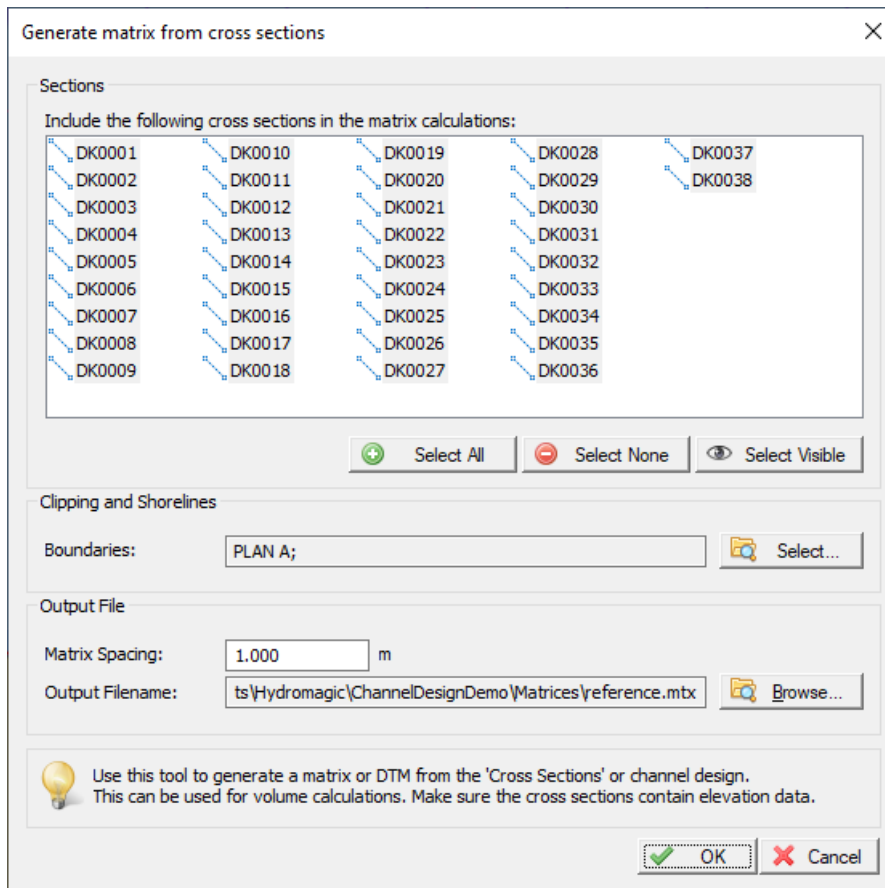 Generate matrix from cross sections
Sections
Include the following cross sections in the matrix calculations:
DK0001 DK0010 DK0019 DK0028 DK0037
DK0002 DK0011 DK0020 DK0029 DK0038
DK0003 DK0012 DK0021 DK0030
DK0004 DK0013 DK0022 DK0031
DK0005 DK0014 DK0023 DK0032
DK0006 DK0015 DK0024 DK0033
DK0007 DK0016 DK0025 DK0034
DK0008 DK0017 DK0026 DK0035
DK0009 DK0018 DK0027 DK0036
Select All Select None Select Visible
Clipping and Shorelines
Boundaries: PLAN A; Select...
Output File
Matrix Spacing: 1.000 m
Output Filename: ts\Hydromagic\ChannelDesignDemo\Matrices\reference.mtx Browse...
Use this tool to generate a matrix or DTM from the 'Cross Sections' or channel design.
This can be used for volume calculations. Make sure the cross sections contain elevation data.
OK Cancel